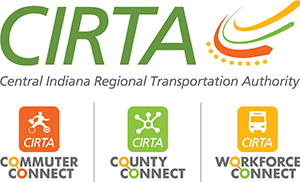 CIRTA
Central Indiana Regional Transportation Authority
CIRTA CIRTA CIRTA
COMMUTER CONNECT
COUNTY CONNECT
WORKFORCE CONNECT